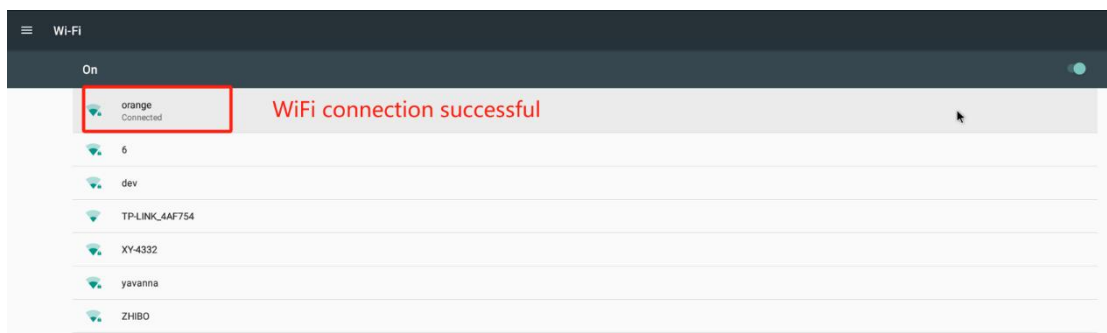 Wi-Fi
On
orange
Connected
WiFi connection successful
6
dev
TP-LINK_4AF754
XY-4332
yavanna
ZHIBO